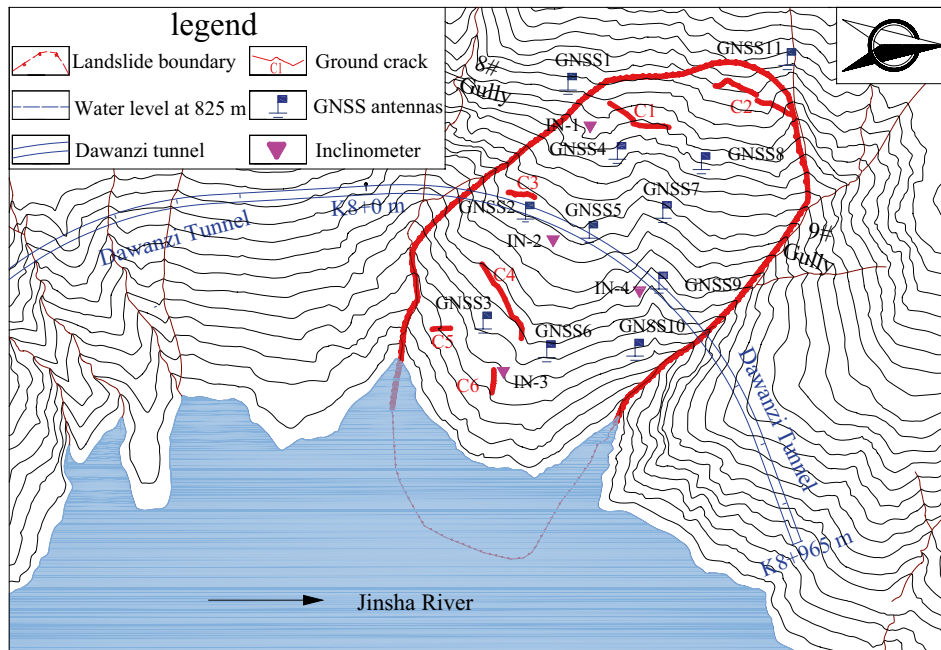 legend
Landslide boundary
C1
Ground crack
Water level at 825 m
GNSS antennas
Dawanzi tunnel
Inclinometer
8#
Gully
GNSS1
GNSS11
C2
C1
IN-1
GNSS4
GNSS8
C3
GNSS2
GNSS7
GNSS5
K8+0 m
Dawanzi Tunnel
IN-2
9#
Gully
C4
IN-4
GNSS9
GNSS3
GNSS10
C5
GNSS6
C6
IN-3
Dawanzi Tunnel
K8+965 m
Jinsha River